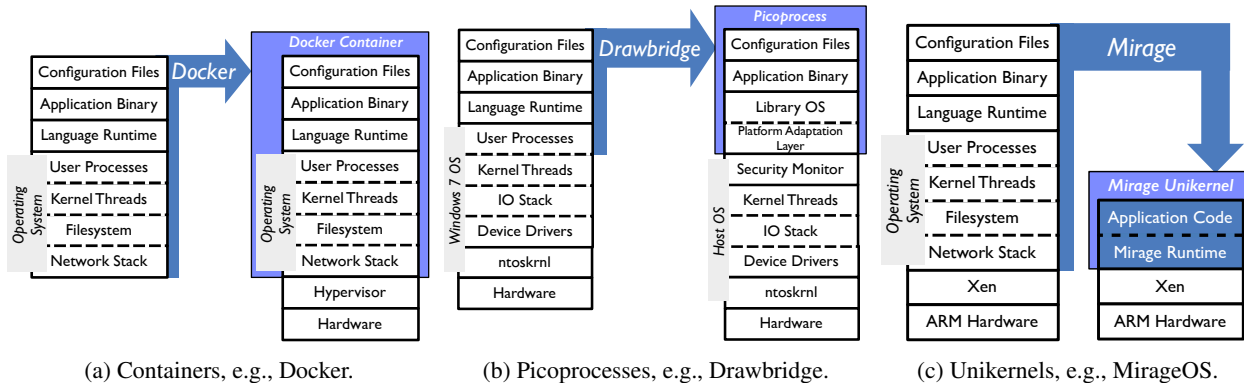 Configuration Files
Application Binary
Language Runtime
User Processes
Kernel Threads
Filesystem
Network Stack
Operating
System
Docker
Docker Container
Configuration Files
Application Binary
Language Runtime
User Processes
Kernel Threads
Filesystem
Network Stack
Hypervisor
Hardware
Operating
System
(a) Containers, e.g., Docker.
Configuration Files
Application Binary
Language Runtime
User Processes
Kernel Threads
IO Stack
Device Drivers
ntoskrnl
Hardware
Windows 7 OS
Drawbridge
Picoprocess
Configuration Files
Application Binary
Library OS
Platform Adaptation
Layer
Security Monitor
Kernel Threads
IO Stack
Device Drivers
ntoskrnl
Hardware
Host OS
(b) Picoprocesses, e.g., Drawbridge.
Configuration Files
Application Binary
Language Runtime
User Processes
Kernel Threads
Filesystem
Network Stack
Xen
ARM Hardware
Operating
System
Mirage
Mirage Unikernel
Application Code
Mirage Runtime
Xen
ARM Hardware
(c) Unikernels, e.g., MirageOS.